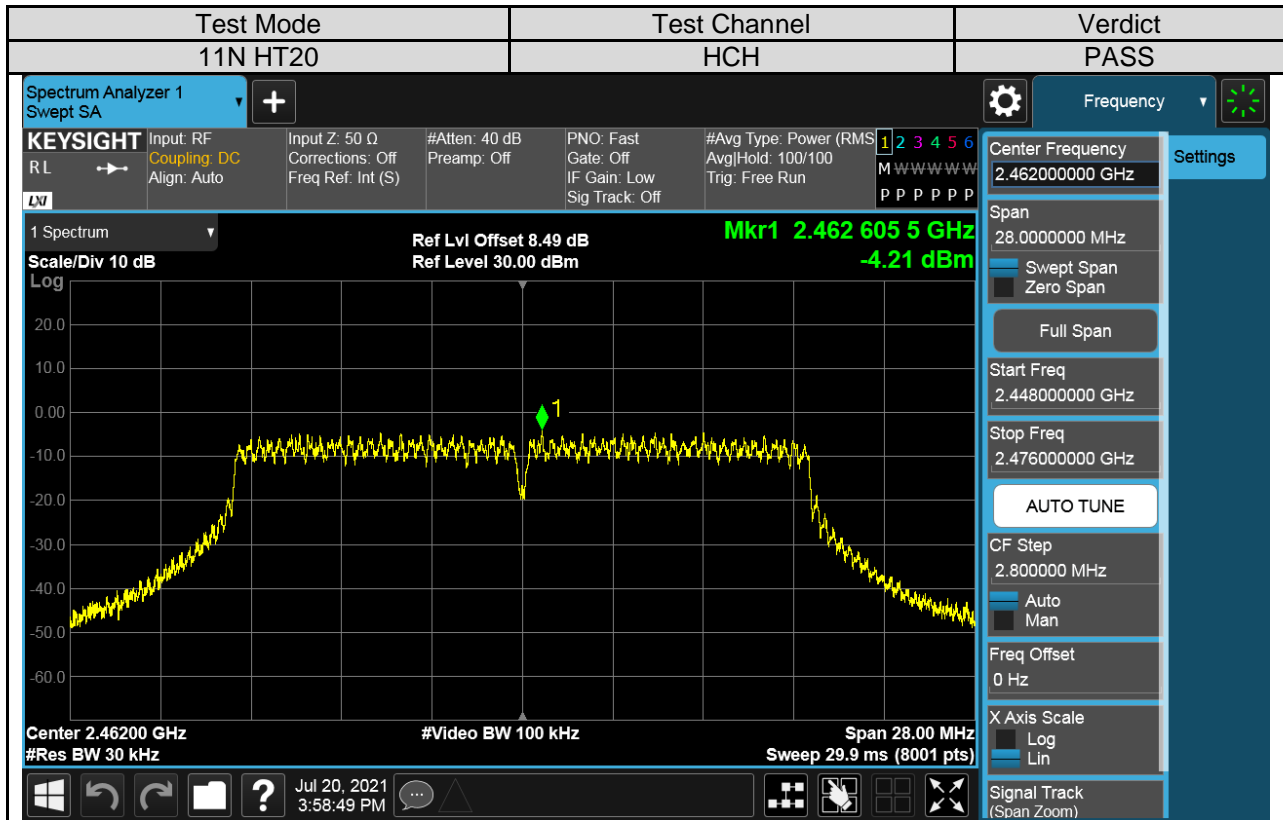 Test Mode Test Channel Verdict
11N HT20 HCH PASS
Spectrum Analyzer 1
Swept SA
+
Frequency
KEYSIGHT
RL
LXI
Input: RF
Coupling: DC
Align: Auto
Input Z: 50 Ω
Corrections: Off
Freq Ref: Int (S)
#Atten: 40 dB
Preamp: Off
PNO: Fast
Gate: Off
IF Gain: Low
Sig Track: Off
#Avg Type: Power (RMS
Avg|Hold: 100/100
Trig: Free Run
1 2 3 4 5 6
M W W W W W
P P P P P P
1 Spectrum
Scale/Div 10 dB
Log
Ref Lvl Offset 8.49 dB
Ref Level 30.00 dBm
Mkr1 2.462 605 5 GHz
-4.21 dBm
20.0
10.0
0.00
-10.0
-20.0
-30.0
-40.0
-50.0
-60.0
1
Center 2.46200 GHz
#Res BW 30 kHz
#Video BW 100 kHz
Span 28.00 MHz
Sweep 29.9 ms (8001 pts)
Center Frequency
2.462000000 GHz
Settings
Span
28.0000000 MHz
Swept Span
Zero Span
Full Span
Start Freq
2.448000000 GHz
Stop Freq
2.476000000 GHz
AUTO TUNE
CF Step
2.800000 MHz
Auto
Man
Freq Offset
0 Hz
X Axis Scale
Log
Lin
Signal Track
(Span Zoom)
?
Jul 20, 2021
3:58:49 PM